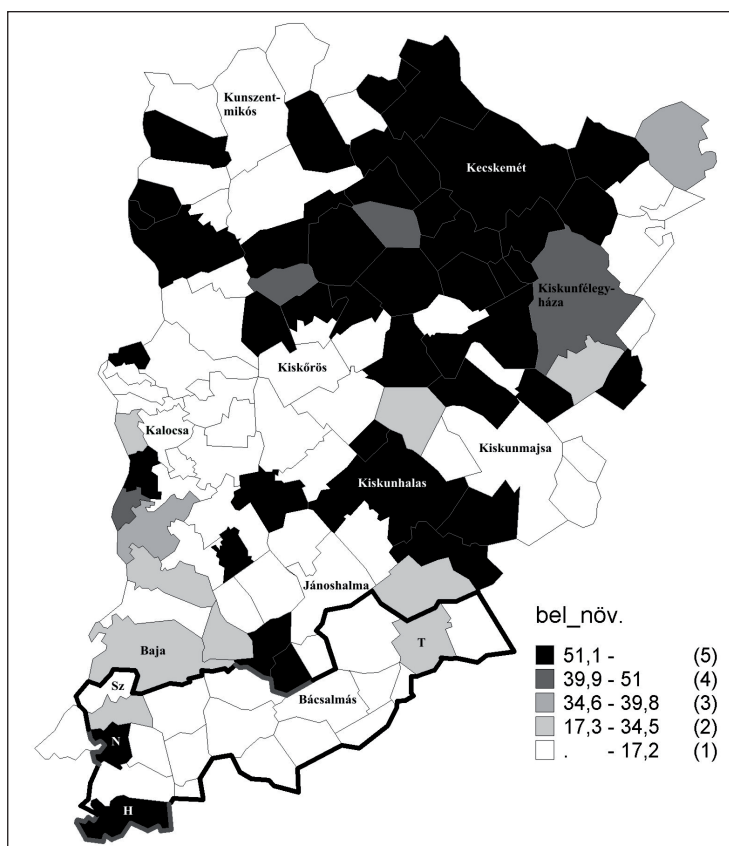 Kunszent-
mikós
Kecskemét
Kiskunfélegy-
háza
Kiskőrös
Kalocsa
Kiskunmajsa
Kiskunhalas
Jánoshalma
Baja
T
Sz
Bácsalmás
N
H
bel_növ.
51,1 - (5)
39,9 - 51 (4)
34,6 - 39,8 (3)
17,3 - 34,5 (2)
. - 17,2 (1)